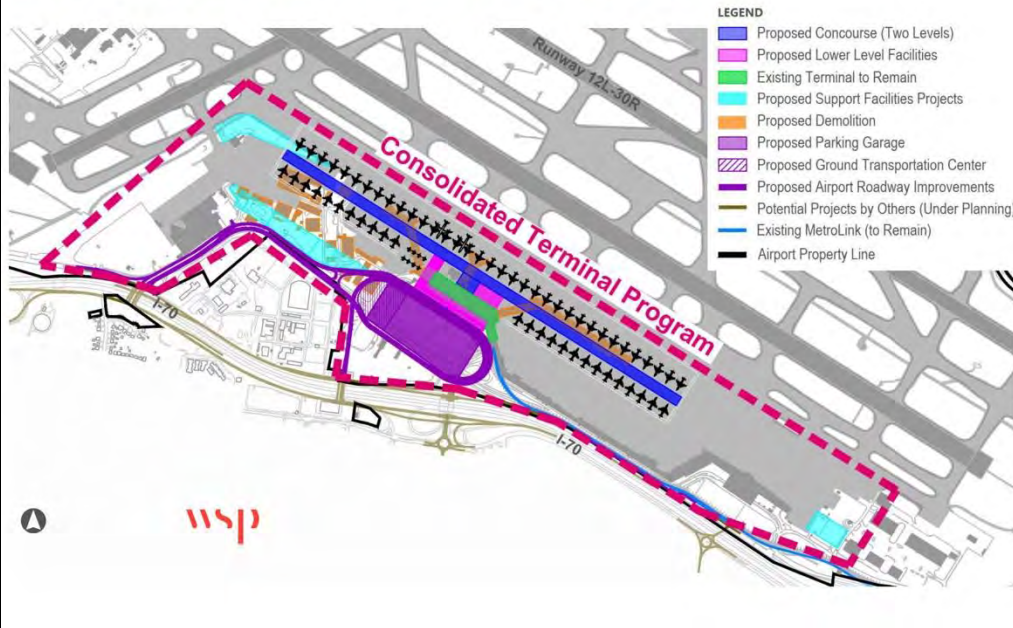 LEGEND
Proposed Concourse (Two Levels)
Proposed Lower Level Facilities
Existing Terminal to Remain
Proposed Support Facilities Projects
Proposed Demolition
Proposed Parking Garage
Proposed Ground Transportation Center
Proposed Airport Roadway Improvements
Potential Projects by Others (Under Planning)
Existing MetroLink (to Remain)
Airport Property Line
Runway 12L-30R
Consolidated Terminal Program
I-70
I-70
wsp